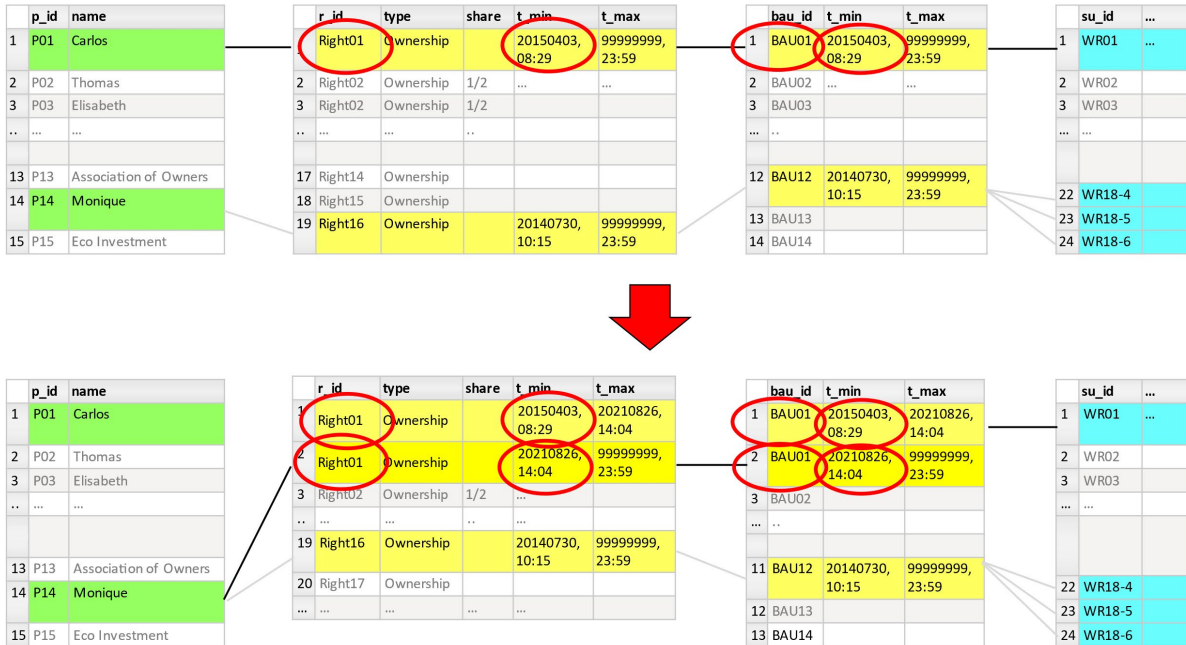 p_id name
1 P01 Carlos
2 P02 Thomas
3 P03 Elisabeth
.. ... ...
13 P13 Association of Owners
14 P14 Monique
15 P15 Eco Investment
r_id type share t_min t_max
Right01 Ownership 20150403, 08:29 99999999, 23:59
2 Right02 Ownership 1/2 ... ...
3 Right02 Ownership 1/2
.. ... ... ..
17 Right14 Ownership
18 Right15 Ownership
19 Right16 Ownership 20140730, 10:15 99999999, 23:59
bau_id t_min t_max
1 BAU01 20150403, 08:29 99999999, 23:59
2 BAU02 ... ...
3 BAU03
... ..
12 BAU12 20140730, 10:15 99999999, 23:59
13 BAU13
14 BAU14
su_id ...
1 WR01 ...
2 WR02
3 WR03
... ...
22 WR18-4
23 WR18-5
24 WR18-6
p_id name
1 P01 Carlos
2 P02 Thomas
3 P03 Elisabeth
.. ... ...
13 P13 Association of Owners
14 P14 Monique
15 P15 Eco Investment
r_id type share t_min t_max
1 Right01 Ownership 20150403, 08:29 20210826, 14:04
2 Right01 Ownership 20210826, 14:04 99999999, 23:59
3 Right02 Ownership 1/2 ...
.. ... ... .. ...
19 Right16 Ownership 20140730, 10:15 99999999, 23:59
20 Right17 Ownership
... ... ... ... ...
bau_id t_min t_max
1 BAU01 20150403, 08:29 20210826, 14:04
2 BAU01 20210826, 14:04 99999999, 23:59
3 BAU02
... ..
11 BAU12 20140730, 10:15 99999999, 23:59
12 BAU13
13 BAU14
su_id ...
1 WR01 ...
2 WR02
3 WR03
... ...
22 WR18-4
23 WR18-5
24 WR18-6